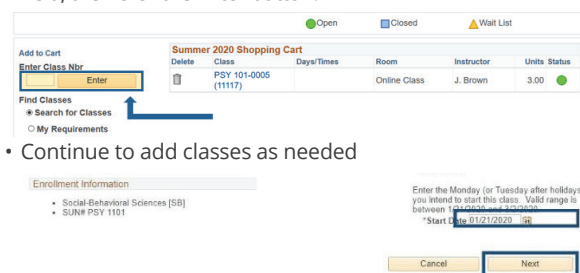 Open Closed Wait List
Add to Cart
Enter Class Nbr
Enter
Find Classes
Search for Classes
My Requirements
Summer 2020 Shopping Cart
Delete Class Days/Times Room Instructor Units Status
PSY 101-0005 Online Class J. Brown 3.00
(11117)
• Continue to add classes as needed
Enrollment Information
• Social-Behavioral Sciences [SB]
• SUN# PSY 1101
Enter the Monday (or Tuesday after holidays
you intend to start this class. Valid range is
between 1/21/2020 and 3/2/2020
*Start Date 01/21/2020
Cancel Next